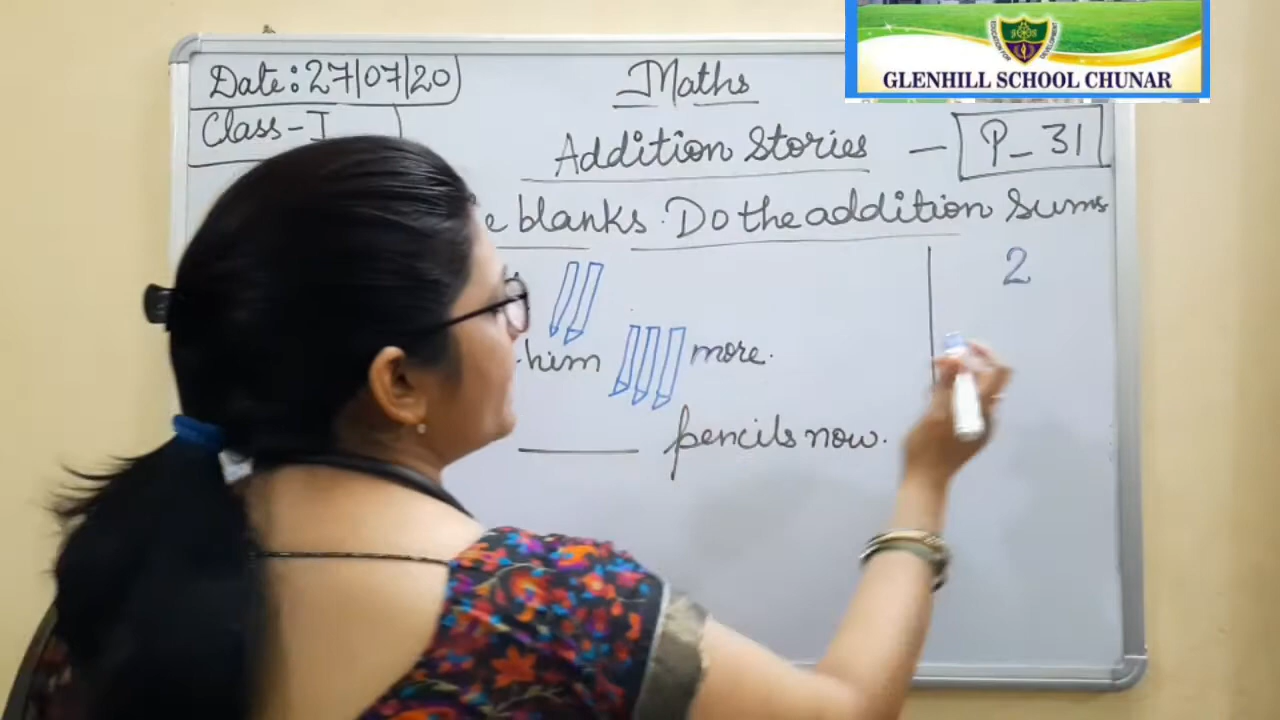 GLENHILL SCHOOL CHUNAR
Date: 27/07/20
Maths
Class-I
Addition Stories — P_31
blanks. Do the addition Sums
2
him more.
____ pencils now.